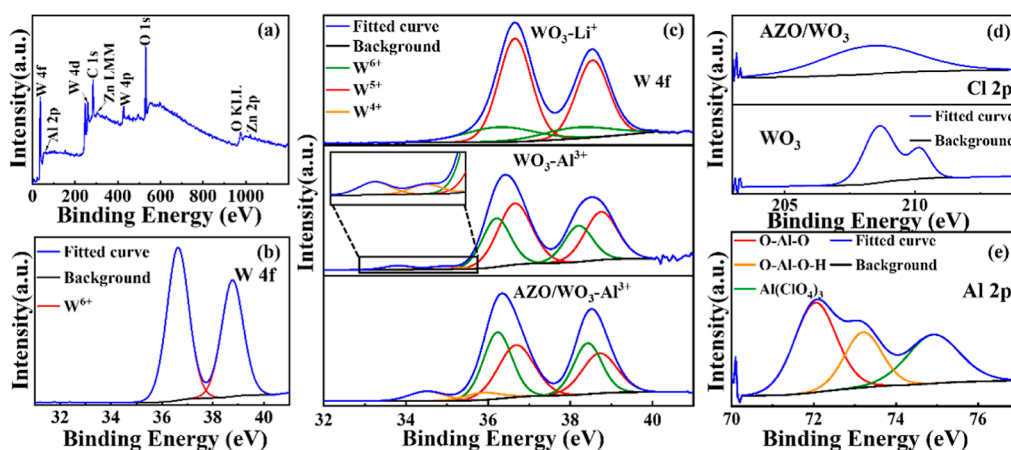 Intensity(a.u.)
(a)
W 4f
Al 2p
W 4d
C 1s
Zn LMM
W 4p
O 1s
O KLL
Zn 2p
0 200 400 600 800 1000
Binding Energy (eV)
(b)
Intensity(a.u.)
Fitted curve
Background
W6+
W 4f
32 34 36 38 40
Binding Energy (eV)
(c)
Intensity(a.u.)
Fitted curve
Background
W6+
W5+
W4+
WO3-Li+
W 4f
WO3-Al3+
AZO/WO3-Al3+
32 34 36 38 40
Binding Energy (eV)
(d)
Intensity(a.u.)
AZO/WO3
Cl 2p
WO3
Fitted curve
Background
205 210
Binding Energy (eV)
(e)
Intensity(a.u.)
O-Al-O
Fitted curve
O-Al-O-H
Background
Al(ClO4)3
Al 2p
70 72 74 76
Binding Energy (eV)